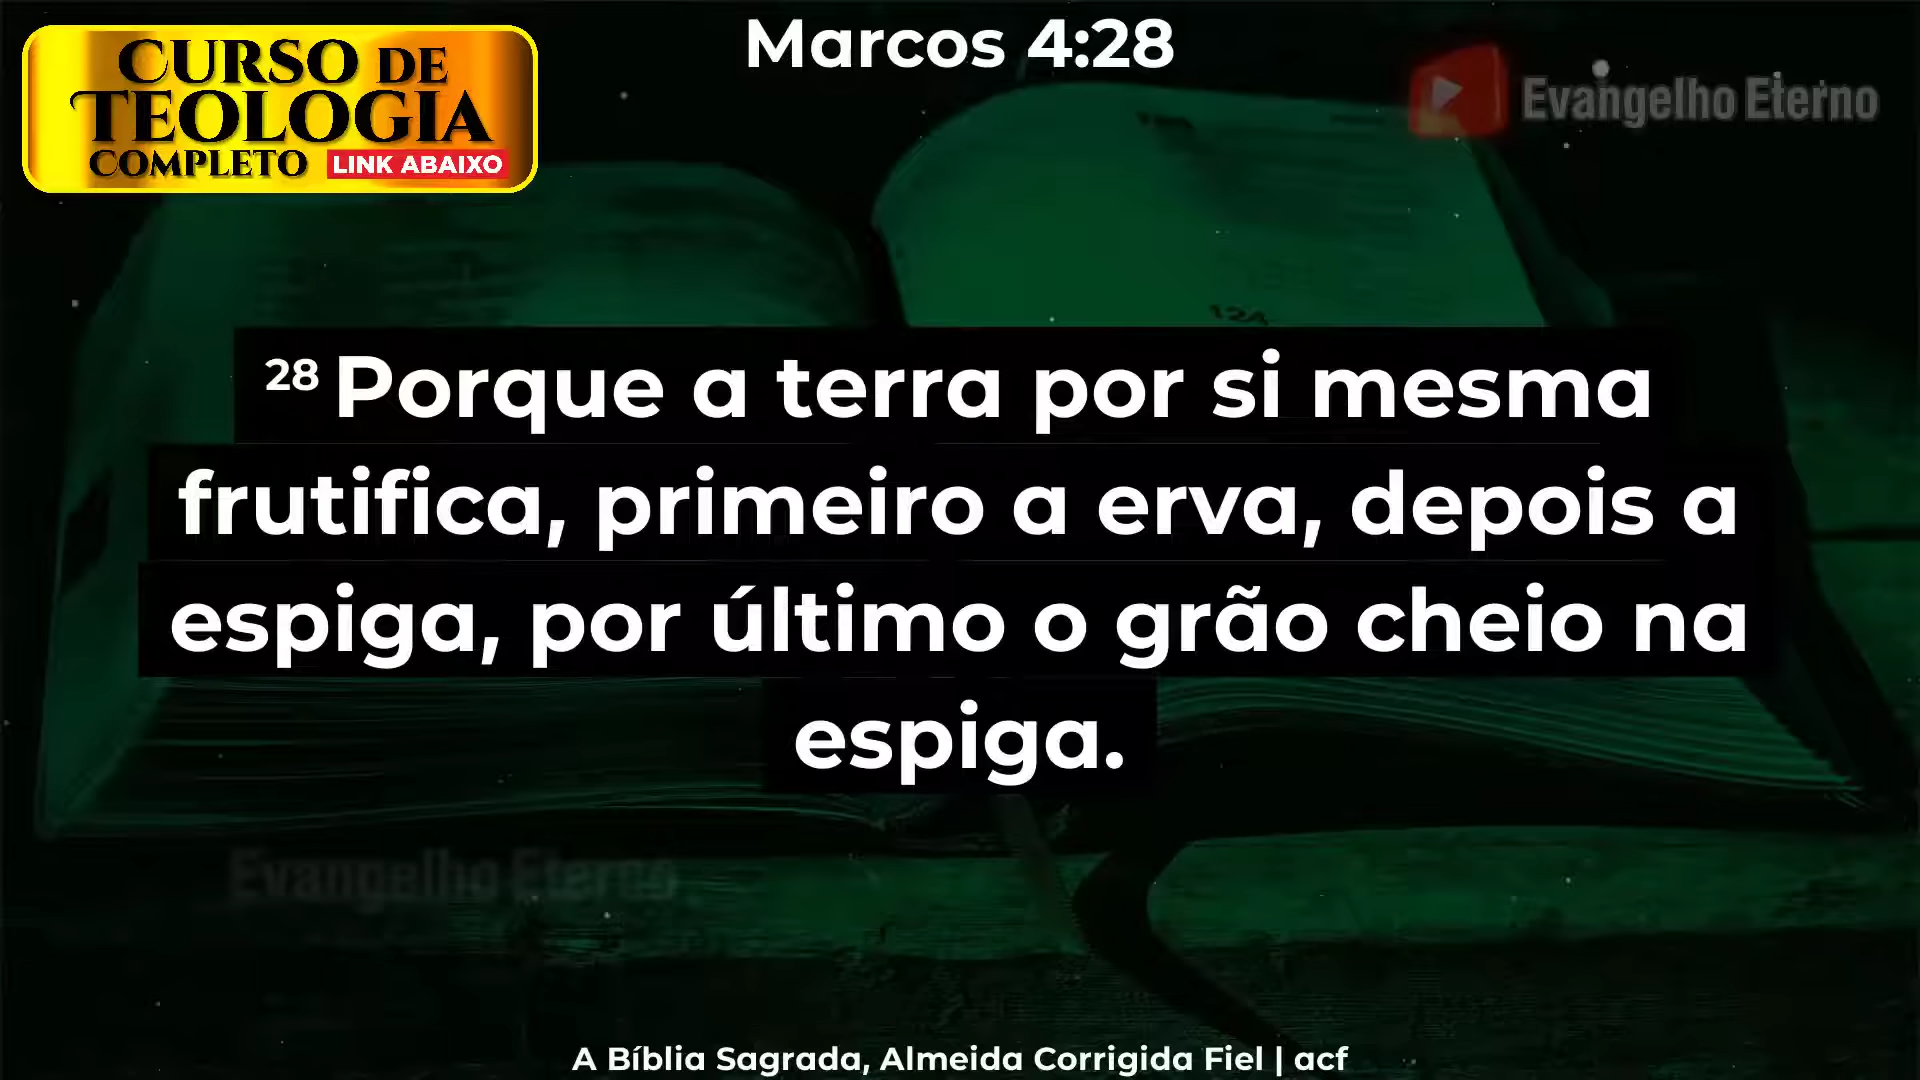 Marcos 4:28
CURSO DE
TEOLOGIA
COMPLETO LINK ABAIXO
Evangelho Eterno
124
28 Porque a terra por si mesma
frutifica, primeiro a erva, depois a
espiga, por último o grão cheio na
espiga.
Evangelho Eterno
A Bíblia Sagrada, Almeida Corrigida Fiel | acf